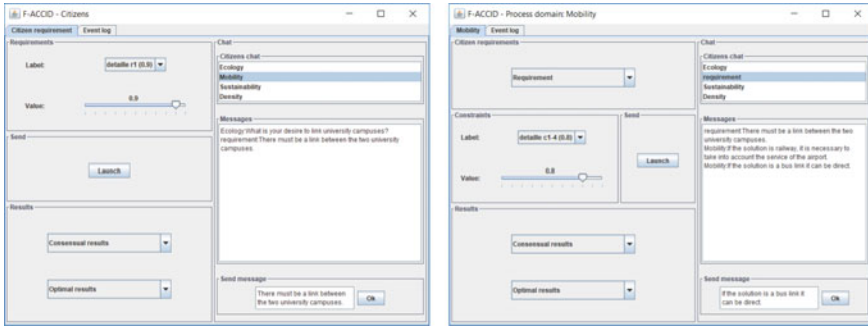 F-ACCID - Citizens
Citizen requirement Event log
Requirements
Label: detaille r1 (0.9)
Value: 0.9
Send
Launch
Results
Consensual results
Optimal results
Chat
Citizens chat
Ecology
Mobility
Sustainability
Density
Messages
Ecology:What is your desire to link university campuses?
requirement:There must be a link between the two university
campuses.
Send message
There must be a link between
the two university campuses.
Ok
F-ACCID - Process domain: Mobility
Mobility Event log
Citizen requirements
Requirement
Constraints
Label: detaille c1-4 (0.8)
Value: 0.8
Send
Launch
Results
Consensual results
Optimal results
Chat
Citizens chat
Ecology
requirement
Sustainability
Density
Messages
requirement:There must be a link between the two
university campuses.
Mobility:If the solution is railway, it is necessary to
take into account the service of the airport.
Mobility:If the solution is a bus link it can be direct.
Send message
If the solution is a bus link it
can be direct.
Ok